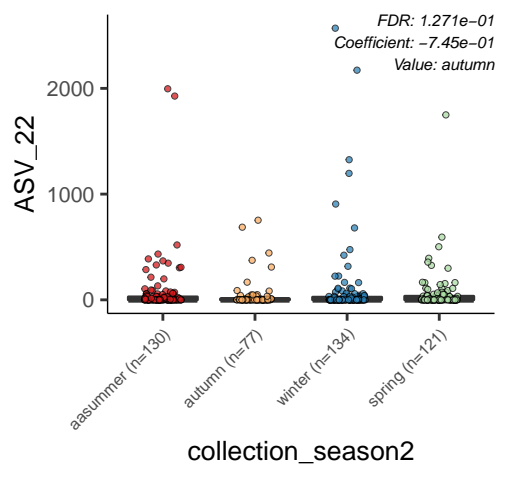 FDR: 1.271e−01
Coefficient: −7.45e−01
Value: autumn
ASV_22
2000
1000
0
aasummer (n=130)
autumn (n=77)
winter (n=134)
spring (n=121)
collection_season2